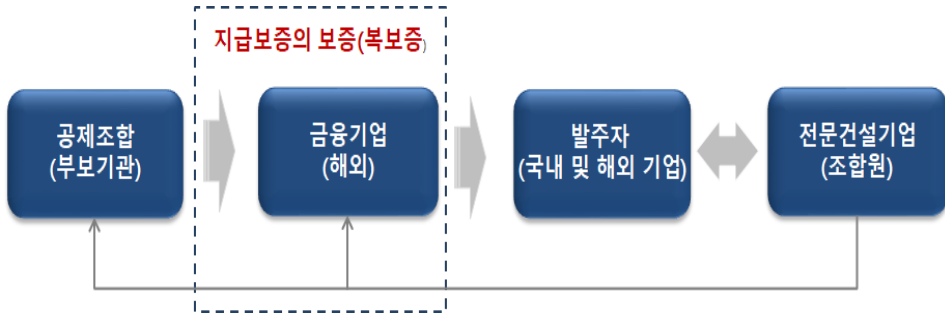 지급보증의 보증(복보증)
공제조합
(부보기관)
금융기업
(해외)
발주자
(국내 및 해외 기업)
전문건설기업
(조합원)